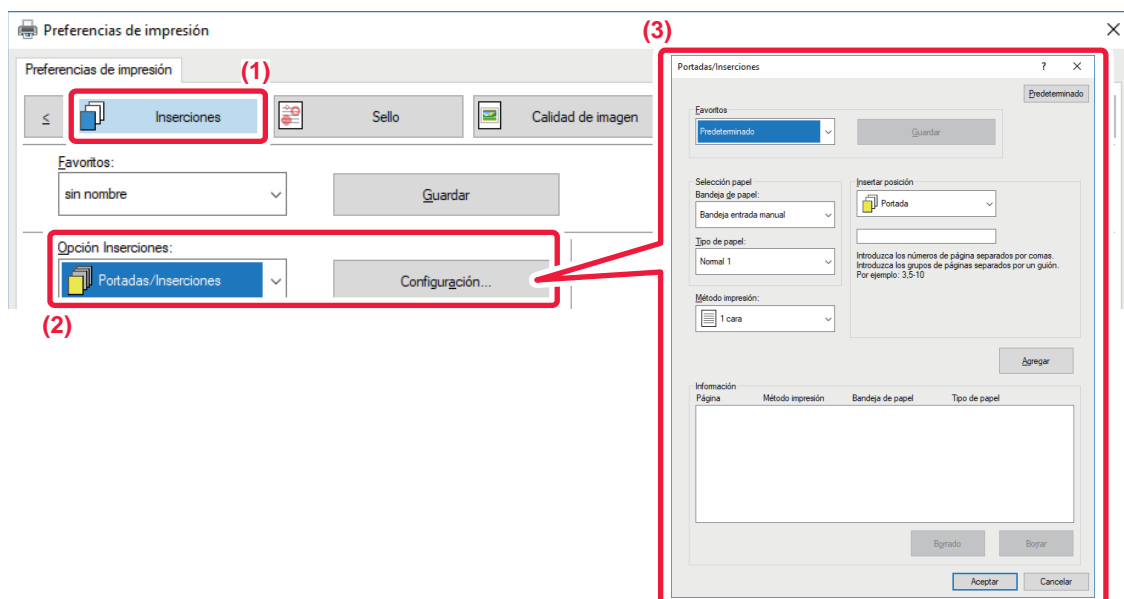 Preferencias de impresión
Preferencias de impresión
(1)
<
Inserciones
Sello
Calidad de imagen
Favoritos:
sin nombre
Guardar
Opción Inserciones:
Portadas/Inserciones
Configuración...
(2)
(3)
Portadas/Inserciones
?
Predeterminado
Favoritos
Predeterminado
Guardar
Selección papel
Bandeja de papel:
Bandeja entrada manual
Tipo de papel:
Normal 1
Método impresión:
1 cara
Insertar posición
Portada
Introduzca los números de página separados por comas.
Introduzca los grupos de páginas separados por un guión.
Por ejemplo: 3,5-10
Agregar
Información
Página Método impresión Bandeja de papel Tipo de papel
Borrado Borrar
Aceptar Cancelar